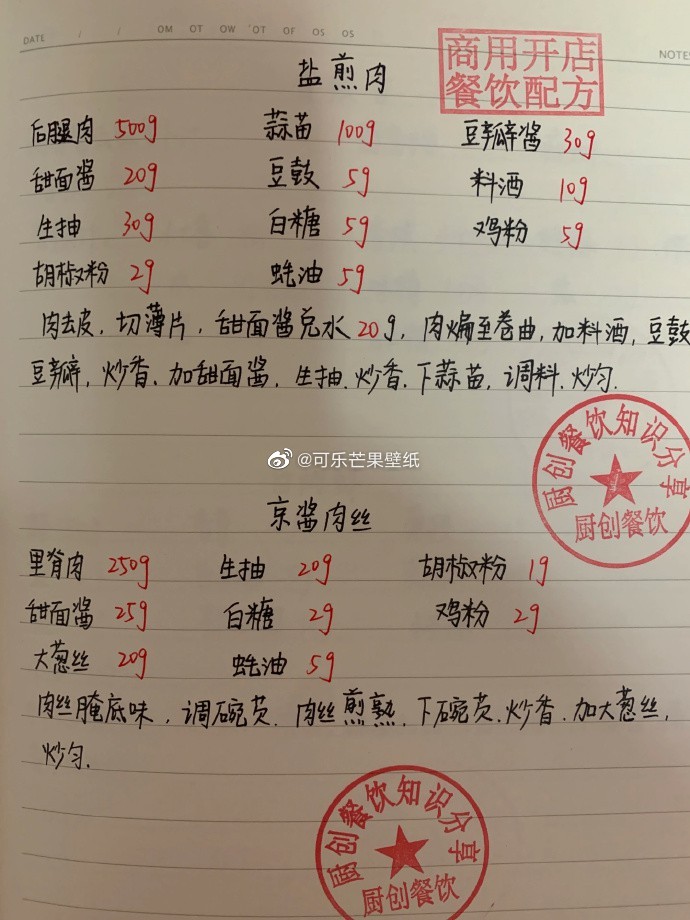 DATE / / OM OT OW OT OF OS OS
NOTES
商用开店
餐饮配方
盐煎肉
后腿肉 500g 蒜苗 100g 豆瓣酱 30g
甜面酱 20g 豆鼓 5g 料酒 10g
生抽 30g 白糖 5g 鸡粉 5g
胡椒粉 2g 蚝油 5g
肉去皮,切薄片,甜面酱兑水20g,肉煸至卷曲,加料酒,豆鼓
豆瓣,炒香.加甜面酱,生抽.炒香.下蒜苗,调料.炒匀.
厨创餐饮知识分享
厨创餐饮
@可乐芒果壁纸
京酱肉丝
里脊肉 250g 生抽 20g 胡椒粉 1g
甜面酱 25g 白糖 2g 鸡粉 2g
大葱丝 20g 蚝油 5g
肉丝腌底味,调碗芡.肉丝煎熟.下碗芡.炒香.加大葱丝,
炒匀.
厨创餐饮知识分享
厨创餐饮